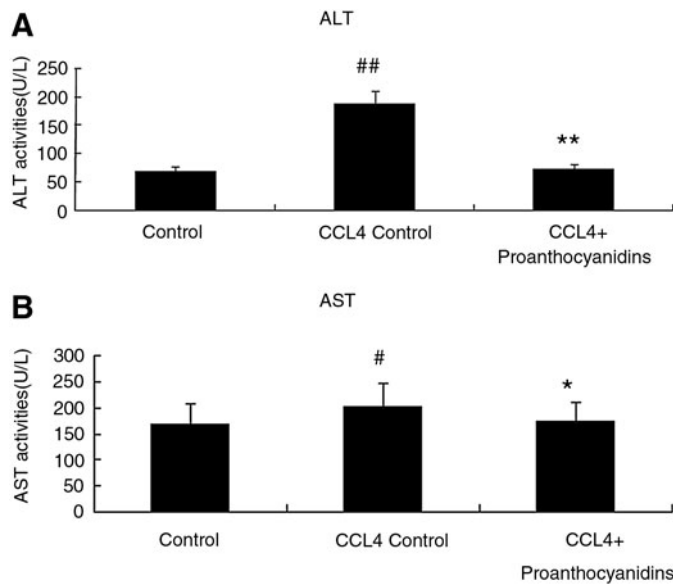 A
ALT
ALT activities(U/L)
250
200
150
100
50
0
##
**
Control
CCL4 Control
CCL4+
Proanthocyanidins
B
AST
AST activities(U/L)
300
250
200
150
100
50
0
#
*
Control
CCL4 Control
CCL4+
Proanthocyanidins